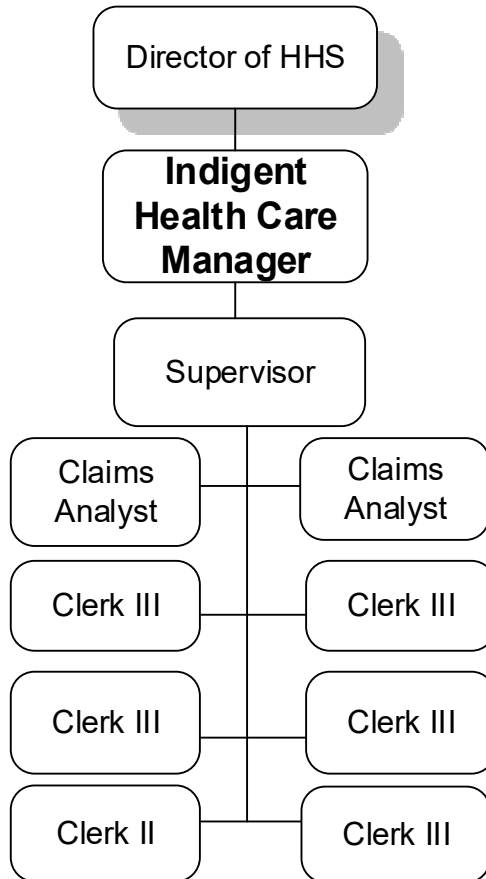 Director of HHS
Indigent
Health Care
Manager
Supervisor
Claims
Analyst
Claims
Analyst
Clerk III
Clerk III
Clerk III
Clerk III
Clerk II
Clerk III